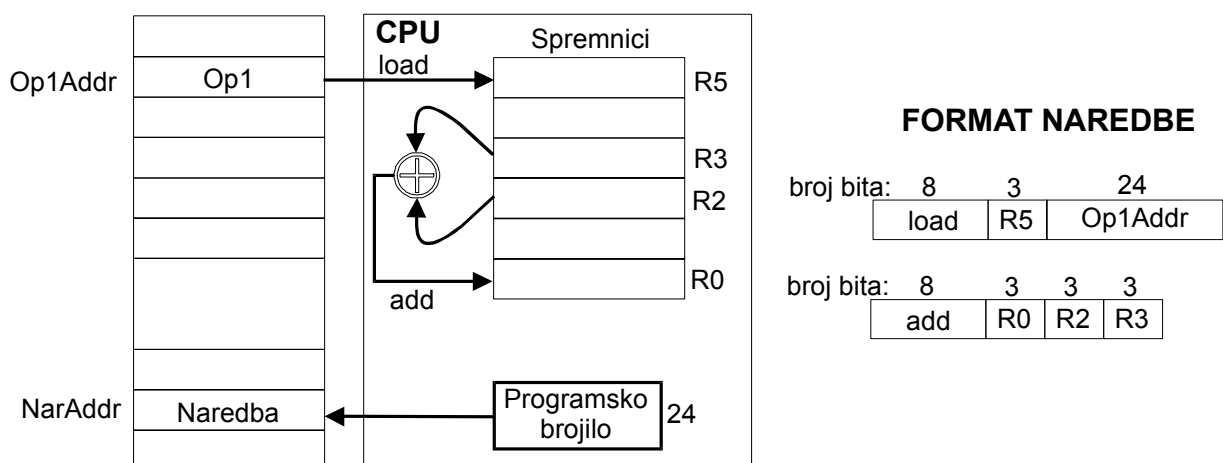 CPU
Spremnici
load
Op1Addr
Op1
R5
R3
R2
R0
add
NarAddr
Naredba
Programsko
brojilo
24
FORMAT NAREDBE
broj bita: 8 3 24
load R5 Op1Addr
broj bita: 8 3 3 3
add R0 R2 R3